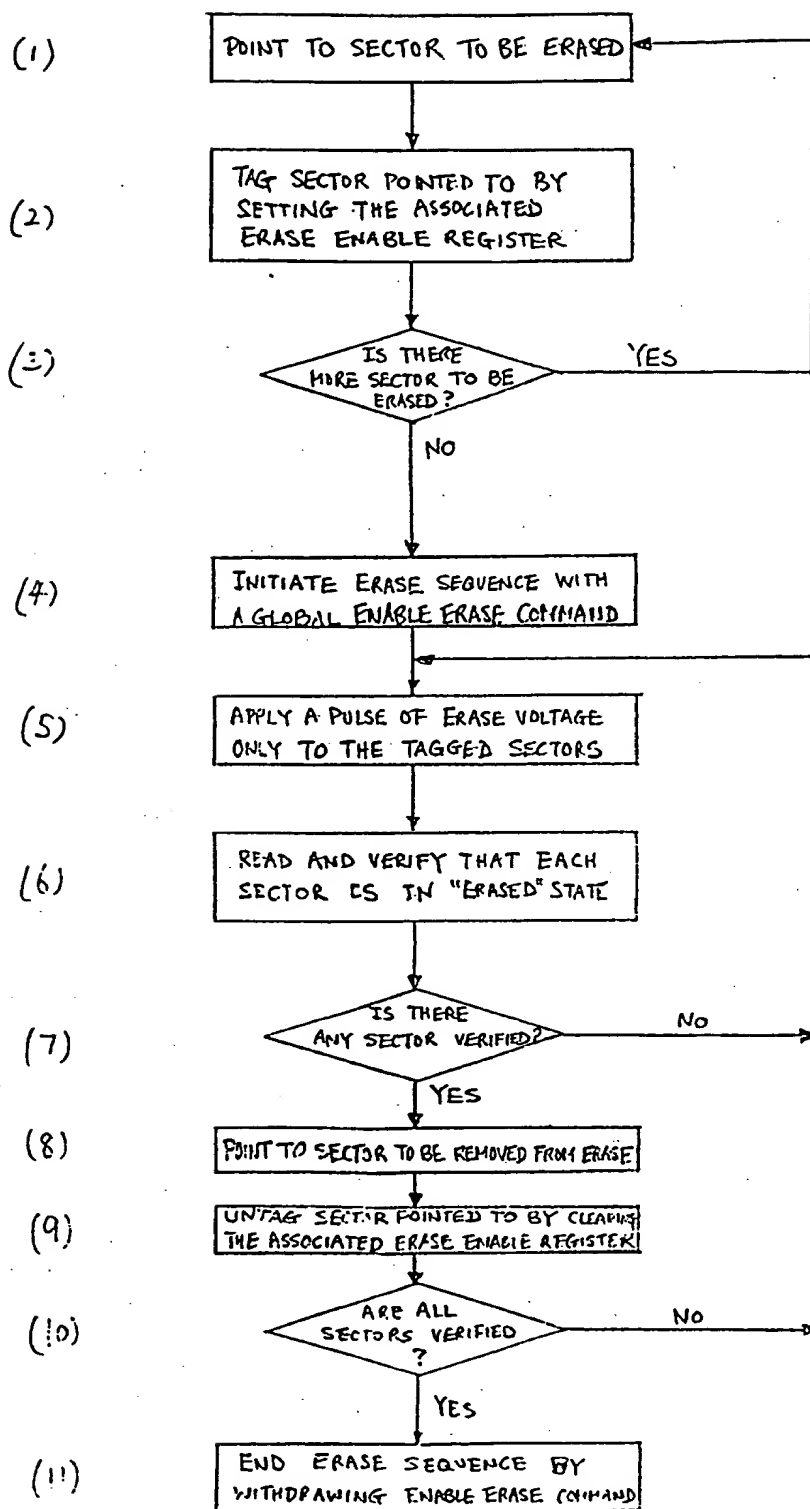 (1)
POINT TO SECTOR TO BE ERASED
(2)
TAG SECTOR POINTED TO BY
SETTING THE ASSOCIATED
ERASE ENABLE REGISTER
(3)
IS THERE
MORE SECTOR TO BE
ERASED?
YES
NO
(4)
INITIATE ERASE SEQUENCE WITH
A GLOBAL ENABLE ERASE COMMAND
(5)
APPLY A PULSE OF ERASE VOLTAGE
ONLY TO THE TAGGED SECTORS
(6)
READ AND VERIFY THAT EACH
SECTOR IS IN "ERASED" STATE
(7)
IS THERE
ANY SECTOR VERIFIED?
NO
YES
(8)
POINT TO SECTOR TO BE REMOVED FROM ERASE
(9)
UNTAG SECTOR POINTED TO BY CLEARING
THE ASSOCIATED ERASE ENABLE REGISTER
(10)
ARE ALL
SECTORS VERIFIED
?
NO
YES
(11)
END ERASE SEQUENCE BY
WITHDRAWING ENABLE ERASE COMMAND